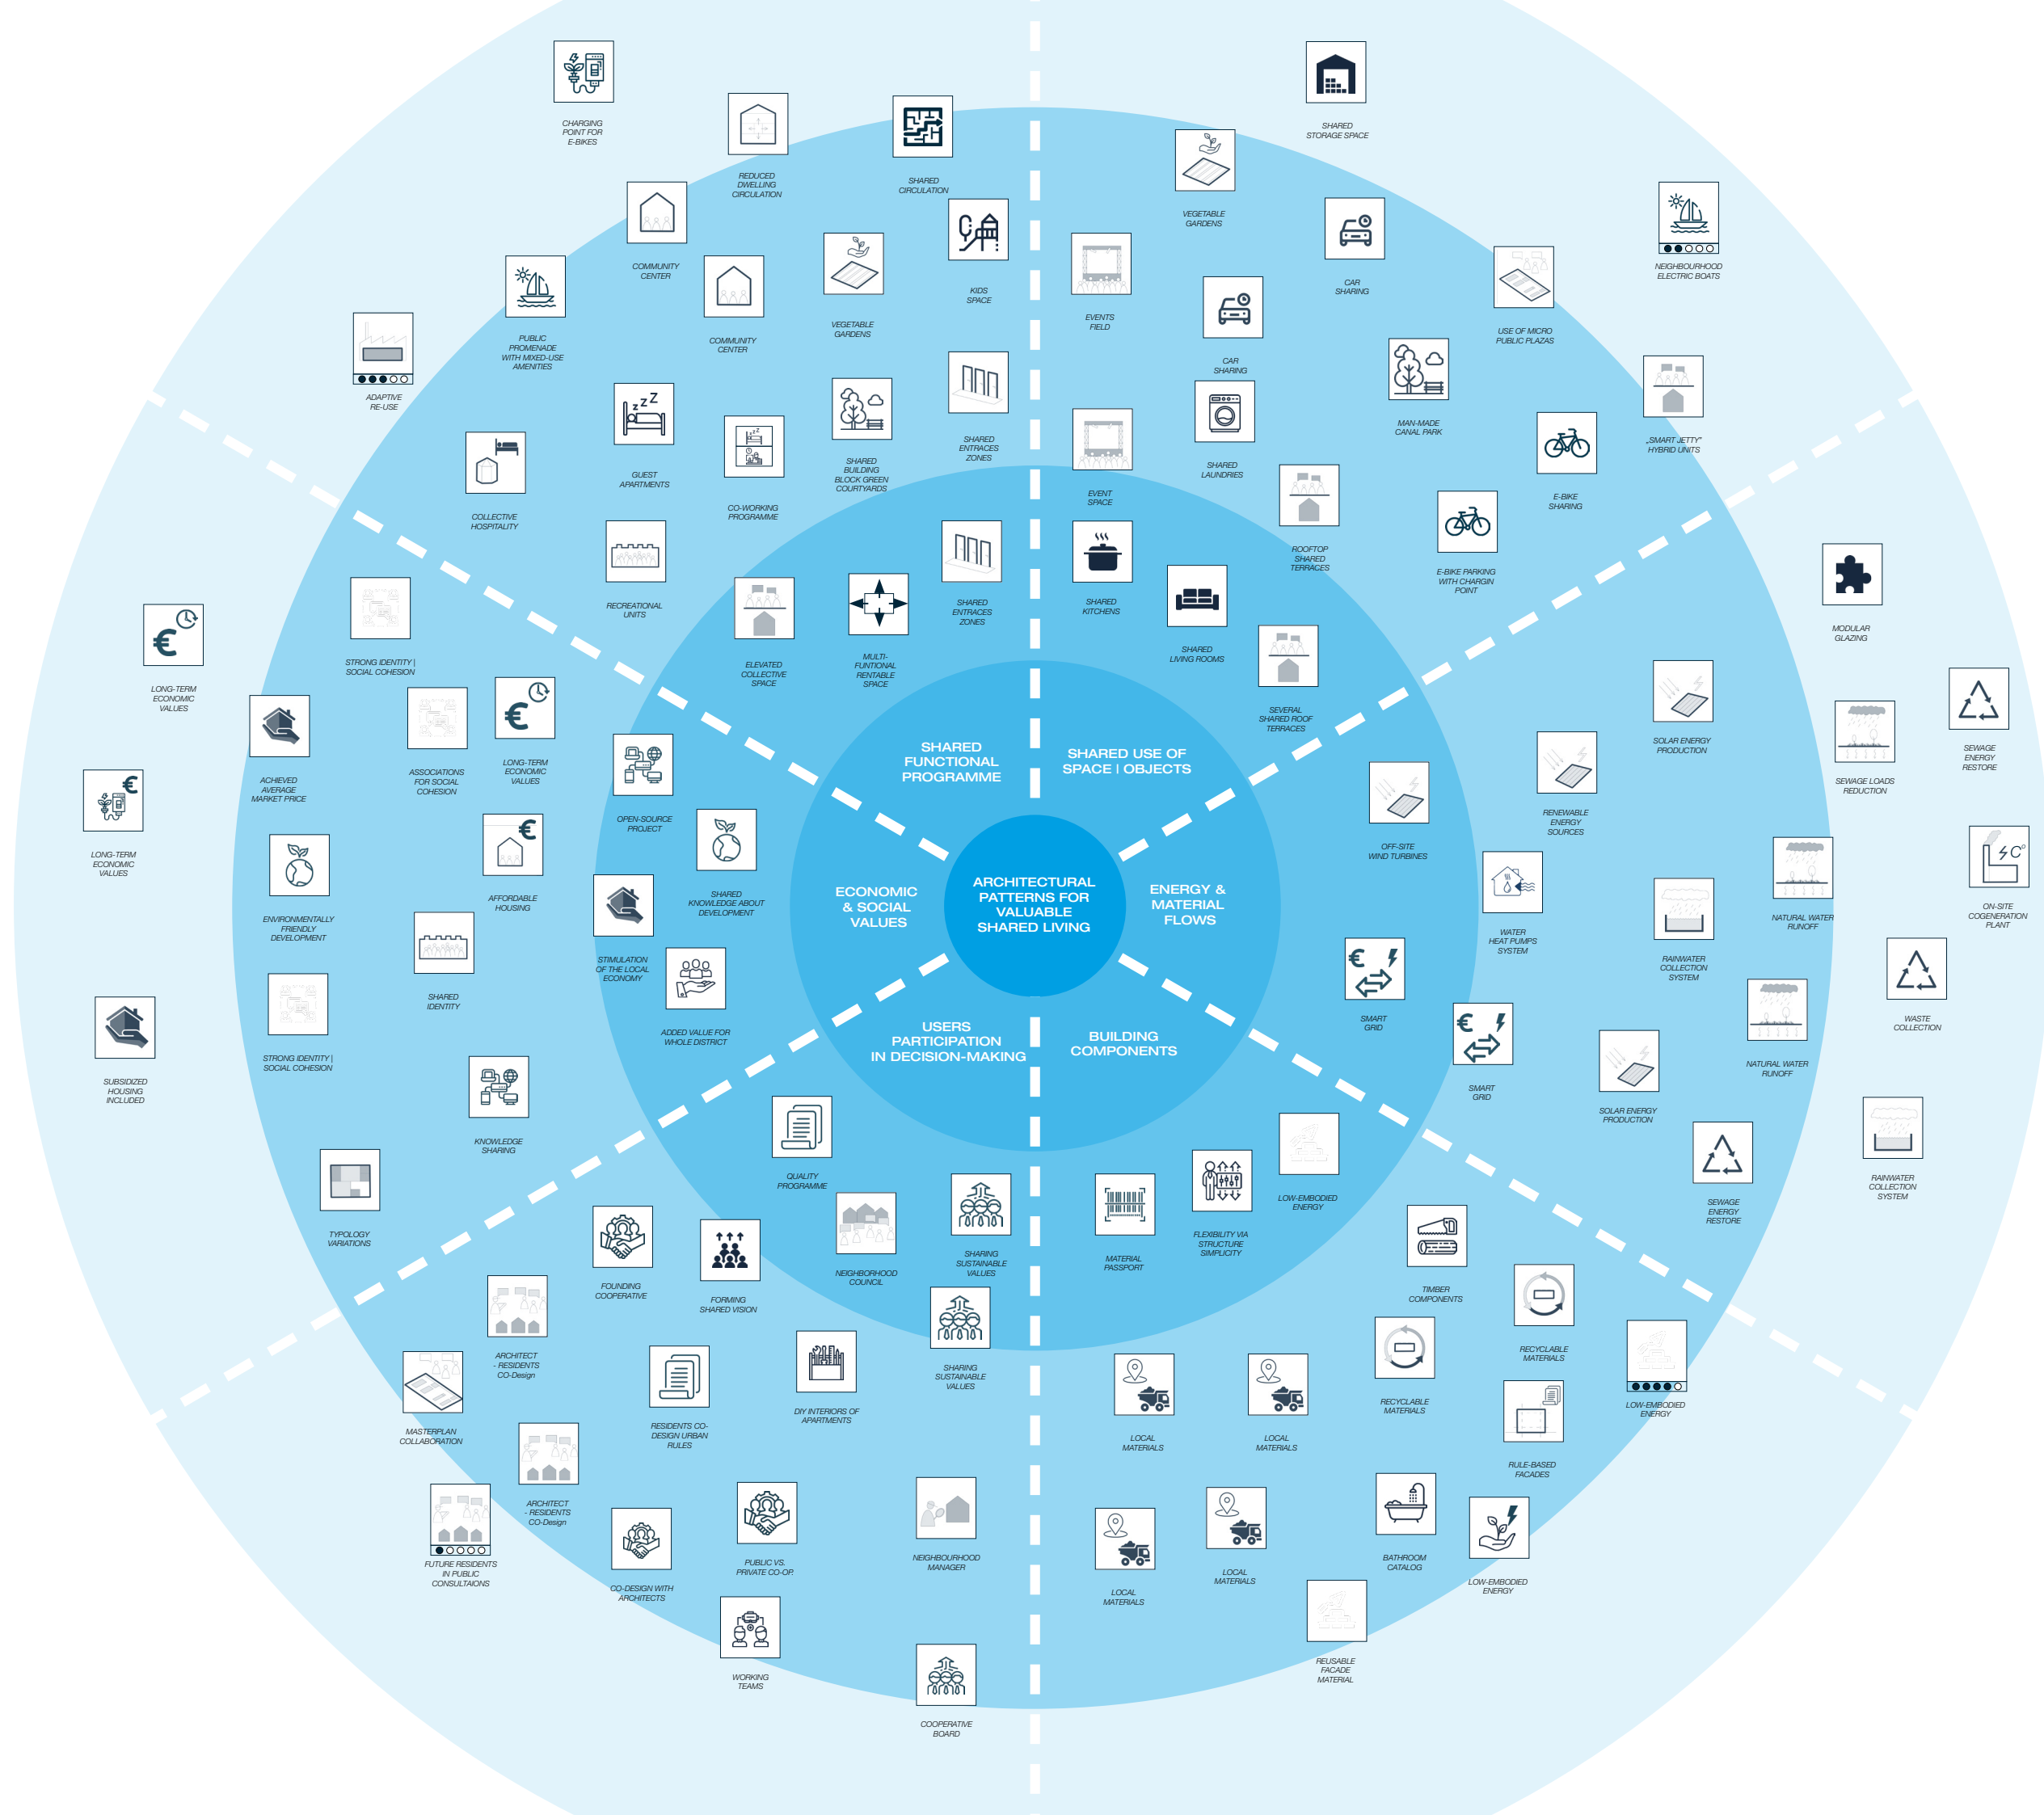 CHARGING
POINT FOR
E-BIKES
REDUCED
DWELLING
CIRCULATION
SHARED
CIRCULATION
COMMUNITY
CENTER
KIDS
SPACE
PUBLIC
PROMENADE
WITH MIXED-USE
AMENITIES
COMMUNITY
CENTER
VEGETABLE
GARDENS
ADAPTIVE
RE-USE
GUEST
APARTMENTS
CO-WORKING
PROGRAMME
SHARED
BUILDING
BLOCK GREEN
COURTYARDS
SHARED
ENTRACES
ZONES
COLLECTIVE
HOSPITALITY
RECREATIONAL
UNITS
ELEVATED
COLLECTIVE
SPACE
MULTI-
FUNTIONAL
RENTABLE
SPACE
SHARED
ENTRACES
ZONES
SHARED
STORAGE SPACE
VEGETABLE
GARDENS
CAR
SHARING
NEIGHBOURHOOD
ELECTRIC BOATS
EVENTS
FIELD
CAR
SHARING
USE OF MICRO
PUBLIC PLAZAS
MAN-MADE
CANAL PARK
„SMART JETTY"
HYBRID UNITS
EVENT
SPACE
SHARED
LAUNDRIES
E-BIKE
SHARING
ROOFTOP
SHARED
TERRACES
E-BIKE PARKING
WITH CHARGIN
POINT
SHARED
KITCHENS
SHARED
LIVING ROOMS
SEVERAL
SHARED ROOF
TERRACES
SHARED
FUNCTIONAL
PROGRAMME
SHARED USE OF
SPACE | OBJECTS
ECONOMIC
& SOCIAL
VALUES
ARCHITECTURAL
PATTERNS FOR
VALUABLE
SHARED LIVING
ENERGY &
MATERIAL
FLOWS
USERS
PARTICIPATION
IN DECISION-MAKING
BUILDING
COMPONENTS
STRONG IDENTITY |
SOCIAL COHESION
LONG-TERM
ECONOMIC
VALUES
ACHIEVED
AVERAGE
MARKET PRICE
ASSOCIATIONS
FOR SOCIAL
COHESION
LONG-TERM
ECONOMIC
VALUES
OPEN-SOURCE
PROJECT
LONG-TERM
ECONOMIC
VALUES
ENVIRONMENTALLY
FRIENDLY
DEVELOPMENT
AFFORDABLE
HOUSING
SHARED
KNOWLEDGE ABOUT
DEVELOPMENT
STIMULATION
OF THE LOCAL
ECONOMY
SHARED
IDENTITY
ADDED VALUE FOR
WHOLE DISTRICT
SUBSIDIZED
HOUSING
INCLUDED
STRONG IDENTITY |
SOCIAL COHESION
KNOWLEDGE
SHARING
TYPOLOGY
VARIATIONS
MODULAR
GLAZING
SOLAR ENERGY
PRODUCTION
SEWAGE LOADS
REDUCTION
SEWAGE
ENERGY
RESTORE
RENEWABLE
ENERGY
SOURCES
OFF-SITE
WIND TURBINES
WATER
HEAT PUMPS
SYSTEM
RAINWATER
COLLECTION
SYSTEM
NATURAL WATER
RUNOFF
C°
ON-SITE
COGENERATION
PLANT
SMART
GRID
SMART
GRID
NATURAL WATER
RUNOFF
WASTE
COLLECTION
SOLAR ENERGY
PRODUCTION
SEWAGE
ENERGY
RESTORE
RAINWATER
COLLECTION
SYSTEM
QUALITY
PROGRAMME
NEIGHBORHOOD
COUNCIL
SHARING
SUSTAINABLE
VALUES
FOUNDING
COOPERATIVE
FORMING
SHARED VISION
SHARING
SUSTAINABLE
VALUES
ARCHITECT
- RESIDENTS
CO-Design
MASTERPLAN
COLLABORATION
RESIDENTS CO-
DESIGN URBAN
RULES
DIY INTERIORS OF
APARTMENTS
ARCHITECT
- RESIDENTS
CO-Design
FUTURE RESIDENTS
IN PUBLIC
CONSULTAIONS
CO-DESIGN WITH
ARCHITECTS
PUBLIC VS.
PRIVATE CO-OP.
NEIGHBOURHOOD
MANAGER
WORKING
TEAMS
COOPERATIVE
BOARD
MATERIAL
PASSPORT
FLEXIBILITY VIA
STRUCTURE
SIMPLICITY
LOW-EMBODIED
ENERGY
TIMBER
COMPONENTS
RECYCLABLE
MATERIALS
LOCAL
MATERIALS
LOCAL
MATERIALS
RECYCLABLE
MATERIALS
LOW-EMBODIED
ENERGY
RULE-BASED
FACADES
LOCAL
MATERIALS
LOCAL
MATERIALS
BATHROOM
CATALOG
LOW-EMBODIED
ENERGY
REUSABLE
FACADE
MATERIAL